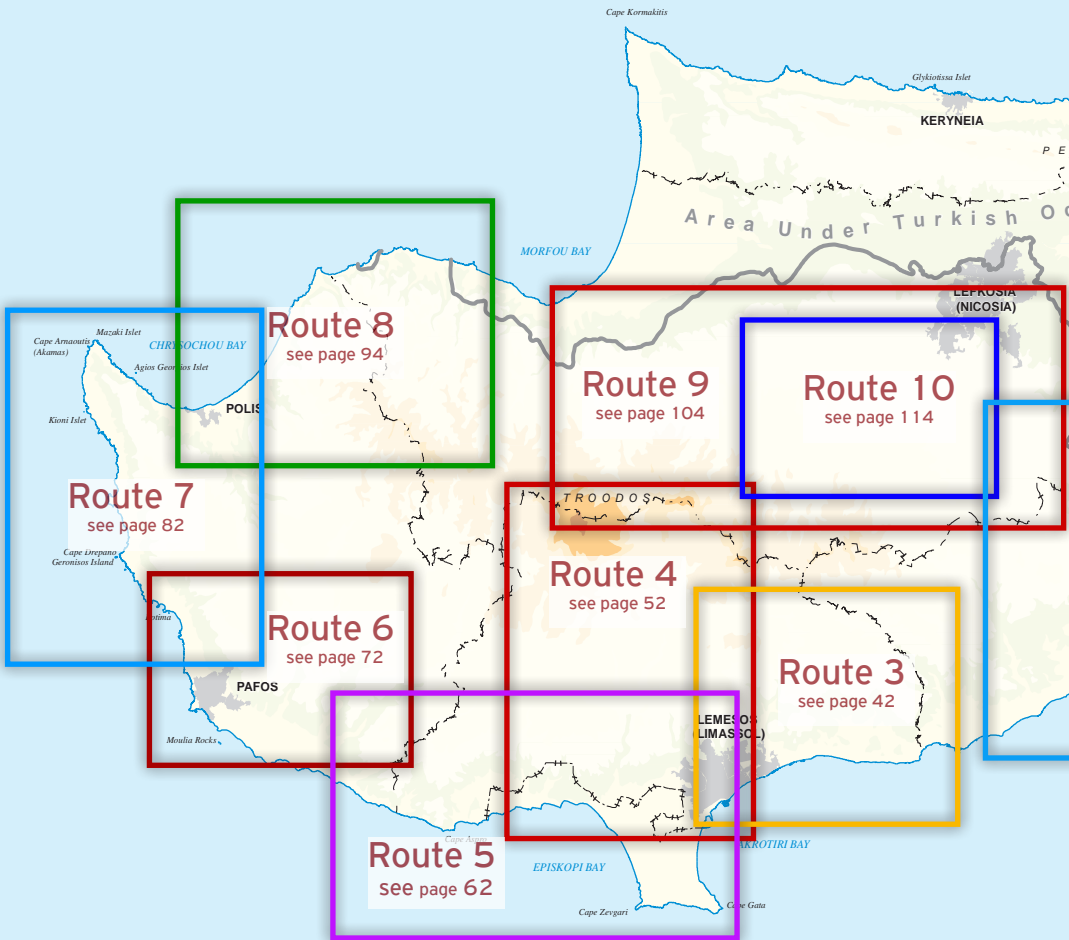 Cape Kormakitis
Glykiotissa Islet
KERYNEIA
P E
Area Under Turkish Oc
MORFOU BAY
LEFKOSIA
(NICOSIA)
Route 8
see page 94
Mazaki Islet
Cape Arnaoutis
(Akamas)
CHRYSOCHOU BAY
Agios Georgios Islet
POLIS
Kioni Islet
Route 9
see page 104
Route 10
see page 114
Route 7
see page 82
TROODOS
Cape Drepano
Geronisos Island
Route 4
see page 52
Route 6
see page 72
PAFOS
Route 3
see page 42
Moulia Rocks
LEMESOS
(LIMASSOL)
Cape Aspro
Route 5
see page 62
EPISKOPI BAY
AKROTIRI BAY
Cape Zevgari
Cape Gata